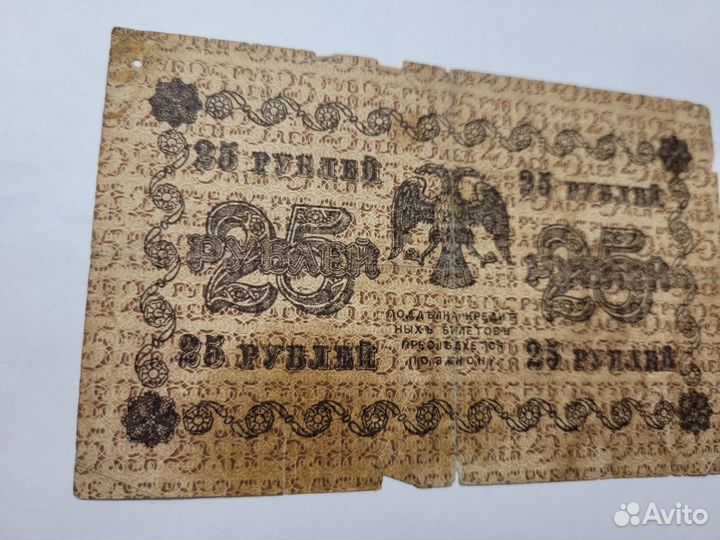 25 РУБЛЕЙ
25 РУБЛЕЙ
25
РУБЛЕЙ
25
РУБЛЕЙ
ПОДДѢЛКА КРЕДИТ
НЫХЪ БИЛЕТОВЪ
ПРЕСЛѢДУЕТСЯ
ПО ЗАКОНУ
25 РУБЛЕЙ
25 РУБЛЕЙ
Avito